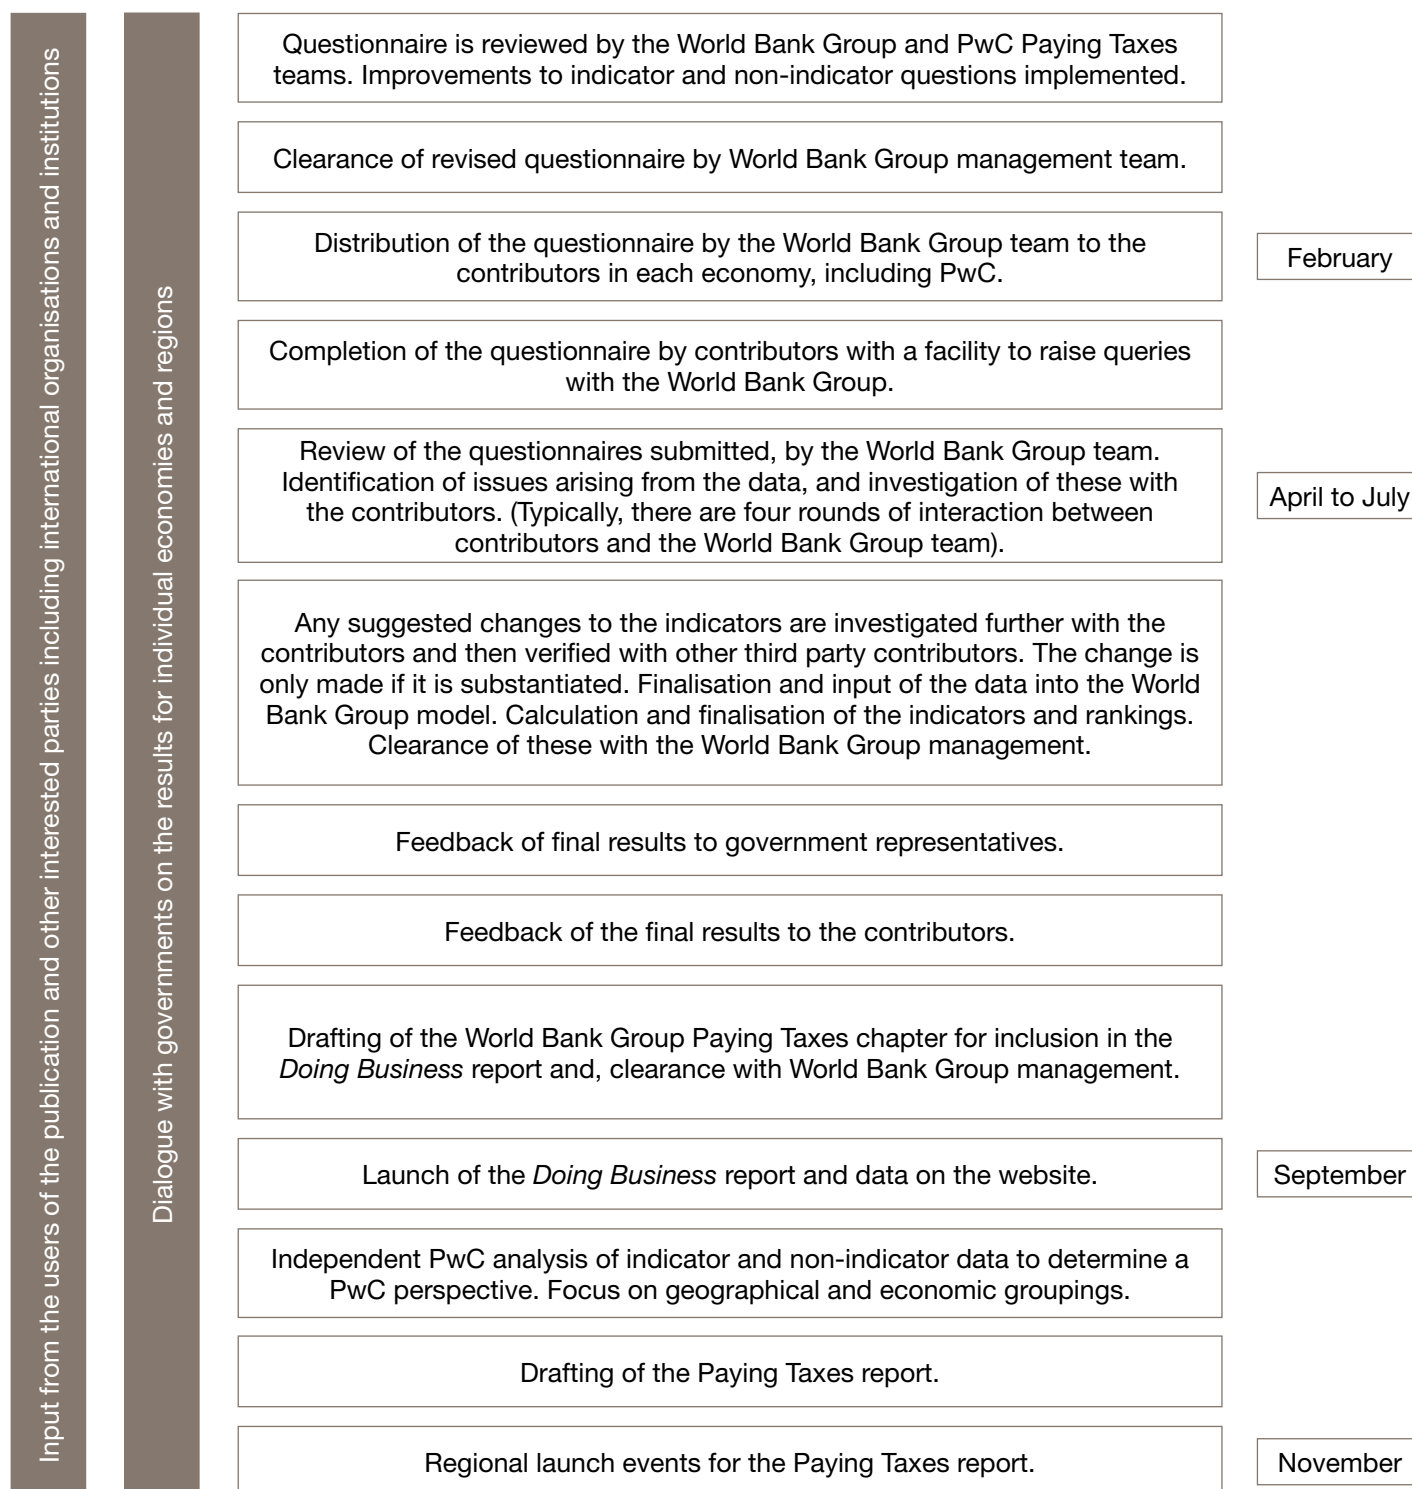 Input from the users of the publication and other interested parties including international organisations and institutions
Dialogue with governments on the results for individual economies and regions
Questionnaire is reviewed by the World Bank Group and PwC Paying Taxes
teams. Improvements to indicator and non-indicator questions implemented.
Clearance of revised questionnaire by World Bank Group management team.
Distribution of the questionnaire by the World Bank Group team to the
contributors in each economy, including PwC.
February
Completion of the questionnaire by contributors with a facility to raise queries
with the World Bank Group.
Review of the questionnaires submitted, by the World Bank Group team.
Identification of issues arising from the data, and investigation of these with
the contributors. (Typically, there are four rounds of interaction between
contributors and the World Bank Group team).
April to July
Any suggested changes to the indicators are investigated further with the
contributors and then verified with other third party contributors. The change is
only made if it is substantiated. Finalisation and input of the data into the World
Bank Group model. Calculation and finalisation of the indicators and rankings.
Clearance of these with the World Bank Group management.
Feedback of final results to government representatives.
Feedback of the final results to the contributors.
Drafting of the World Bank Group Paying Taxes chapter for inclusion in the
Doing Business report and, clearance with World Bank Group management.
Launch of the Doing Business report and data on the website.
September
Independent PwC analysis of indicator and non-indicator data to determine a
PwC perspective. Focus on geographical and economic groupings.
Drafting of the Paying Taxes report.
Regional launch events for the Paying Taxes report.
November